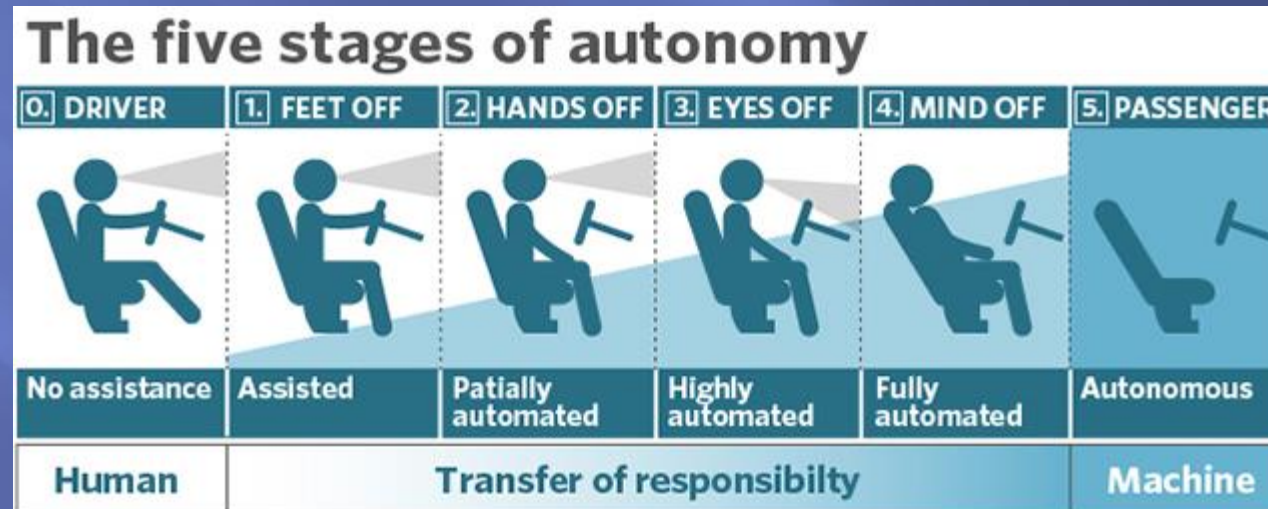 The five stages of autonomy
0. DRIVER
1. FEET OFF
2. HANDS OFF
3. EYES OFF
4. MIND OFF
5. PASSENGER
No assistance
Assisted
Patially
automated
Highly
automated
Fully
automated
Autonomous
Human
Transfer of responsibilty
Machine